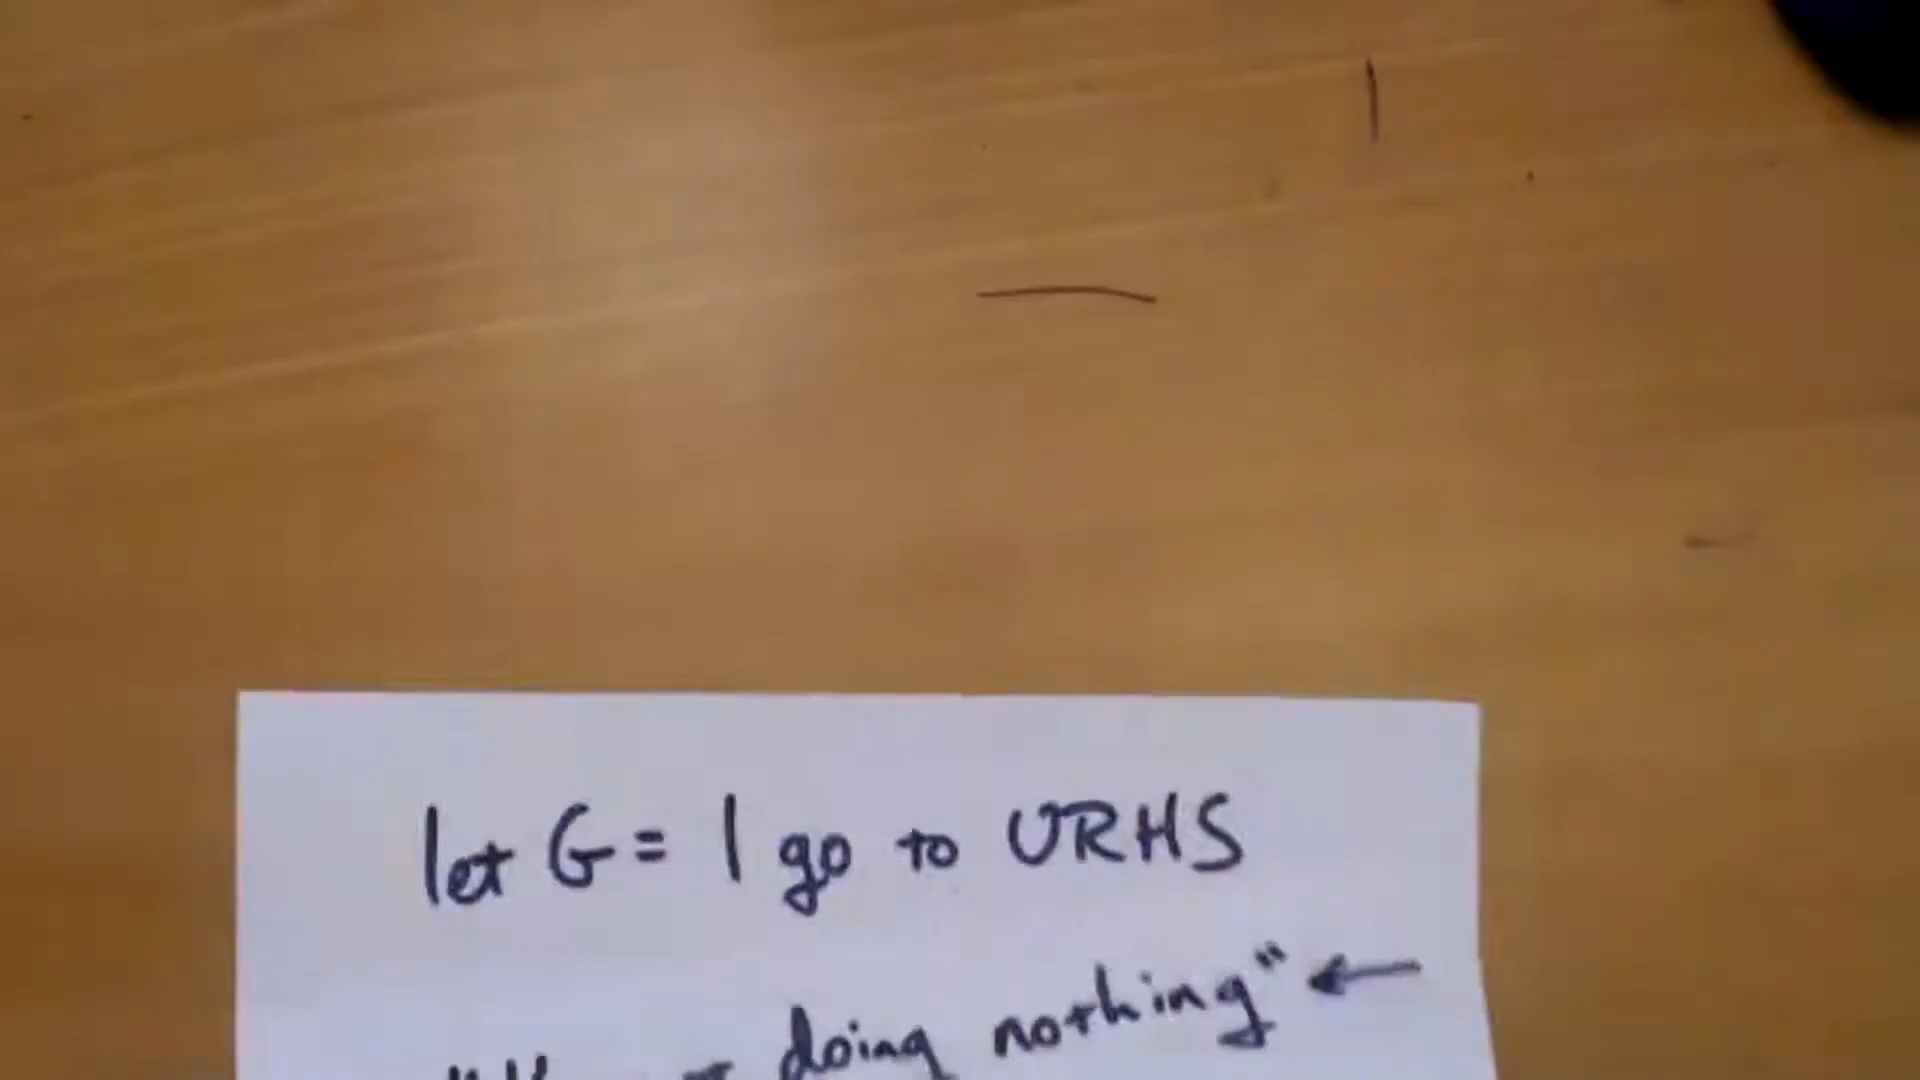 let G = I go to URHS
doing nothing" ←